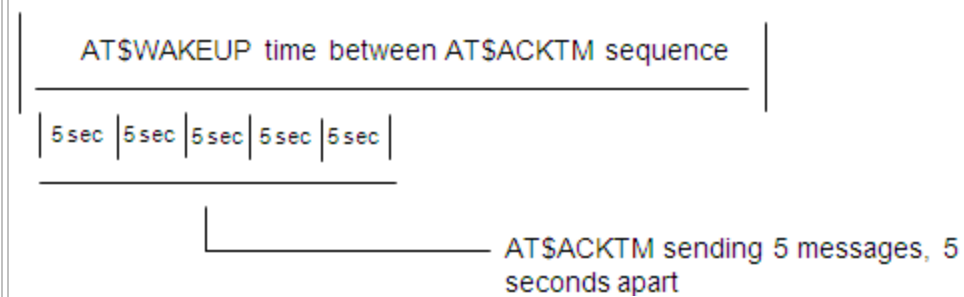 AT$WAKEUP time between AT$ACKTM sequence
5 sec 5 sec 5 sec 5 sec 5 sec
AT$ACKTM sending 5 messages, 5
seconds apart